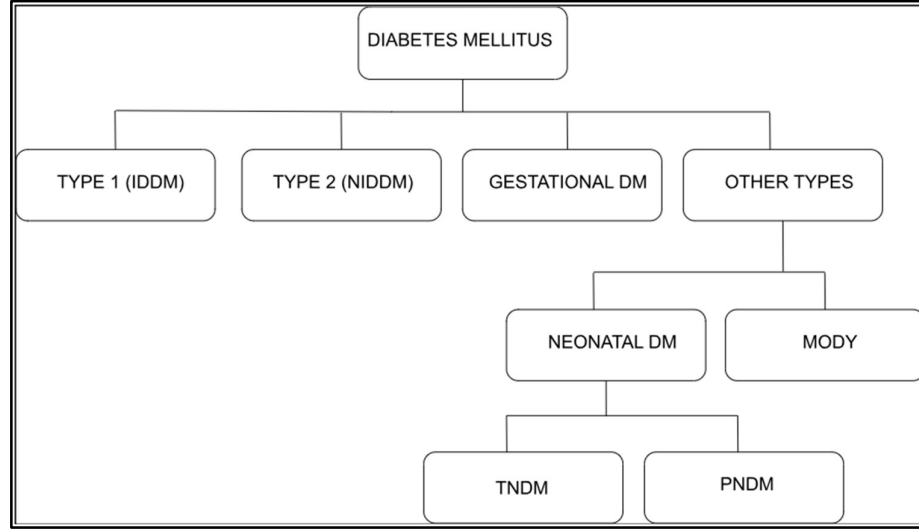 DIABETES MELLITUS
TYPE 1 (IDDM)
TYPE 2 (NIDDM)
GESTATIONAL DM
OTHER TYPES
NEONATAL DM
MODY
TNDM
PNDM